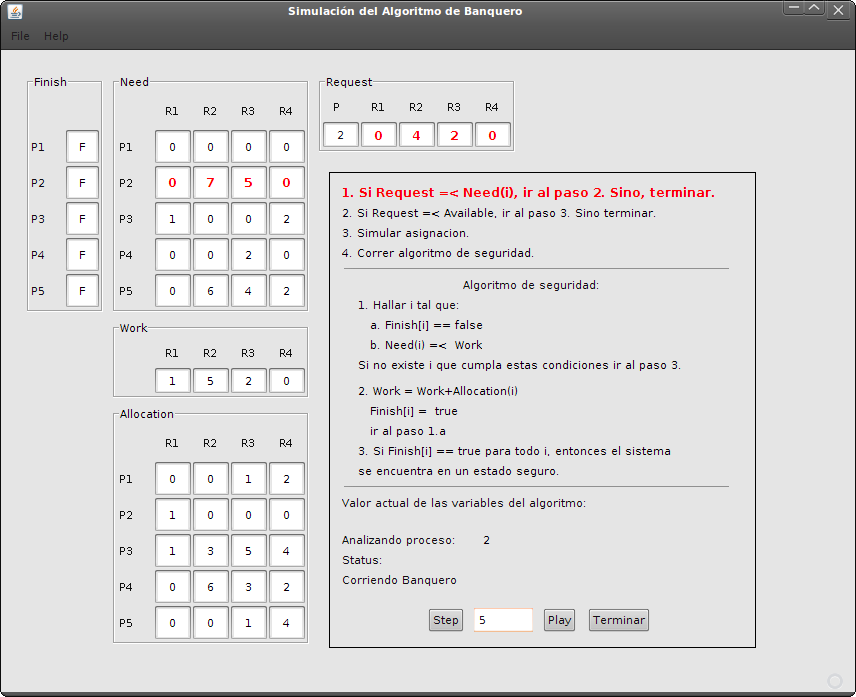 Simulación del Algoritmo de Banquero
File Help
Finish
P1 F
P2 F
P3 F
P4 F
P5 F
Need
R1 R2 R3 R4
P1 0 0 0 0
P2 0 7 5 0
P3 1 0 0 2
P4 0 0 2 0
P5 0 6 4 2
Work
R1 R2 R3 R4
1 5 2 0
Allocation
R1 R2 R3 R4
P1 0 0 1 2
P2 1 0 0 0
P3 1 3 5 4
P4 0 6 3 2
P5 0 0 1 4
Request
P R1 R2 R3 R4
2 0 4 2 0
1. Si Request =< Need(i), ir al paso 2. Sino, terminar.
2. Si Request =< Available, ir al paso 3. Sino terminar.
3. Simular asignacion.
4. Correr algoritmo de seguridad.
Algoritmo de seguridad:
1. Hallar i tal que:
a. Finish[i] == false
b. Need(i) =< Work
Si no existe i que cumpla estas condiciones ir al paso 3.
2. Work = Work+Allocation(i)
Finish[i] = true
ir al paso 1.a
3. Si Finish[i] == true para todo i, entonces el sistema
se encuentra en un estado seguro.
Valor actual de las variables del algoritmo:
Analizando proceso: 2
Status:
Corriendo Banquero
Step 5 Play Terminar